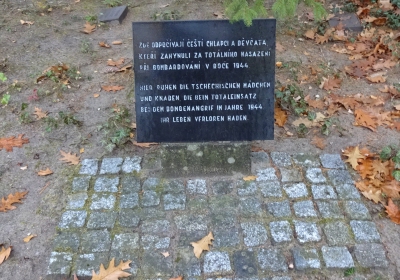 ZDE ODPOČÍVAJÍ ČEŠTÍ CHLAPCI A DĚVČATA,
KTEŘÍ ZAHYNULI ZA TOTÁLNÍHO NASAZENÍ
PŘI BOMBARDOVÁNÍ V ROCE 1944.
HIER RUHEN DIE TSCHECHISCHEN MÄDCHEN
UND KNABEN DIE BEIM TOTALEINSATZ
BEI DEM BOMBENANGRIF IM JAHRE 1944
IHR LEBEN VERLOREN HABEN